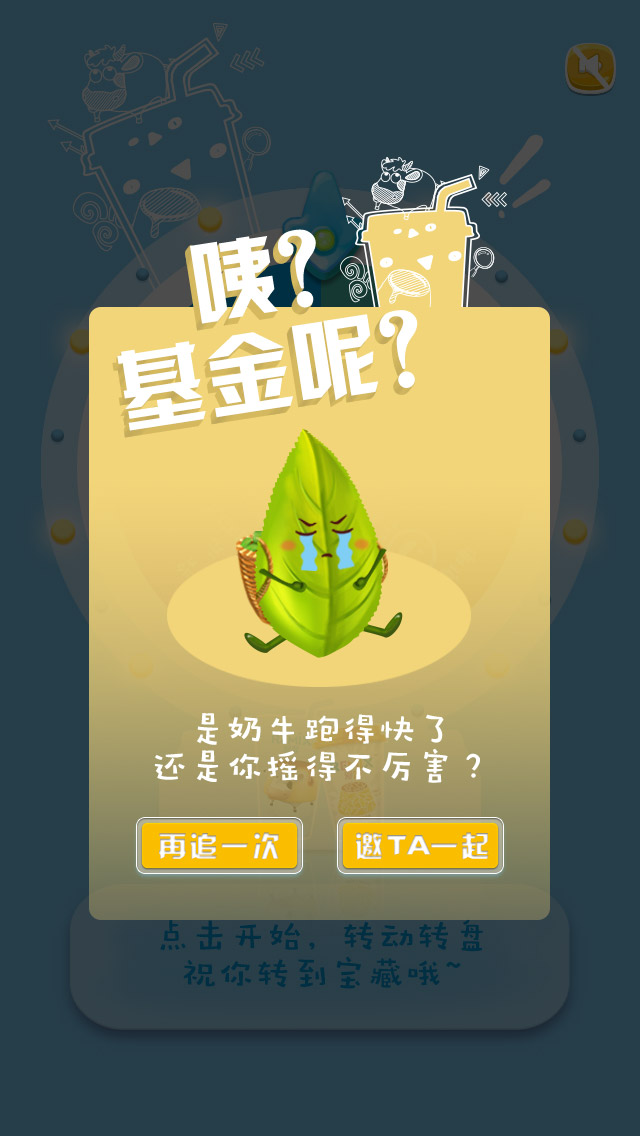 咦?
基金呢?
是奶牛跑得快了
还是你摇得不厉害？
再追一次
邀TA一起
点击开始，转动转盘
祝你转到宝藏哦~